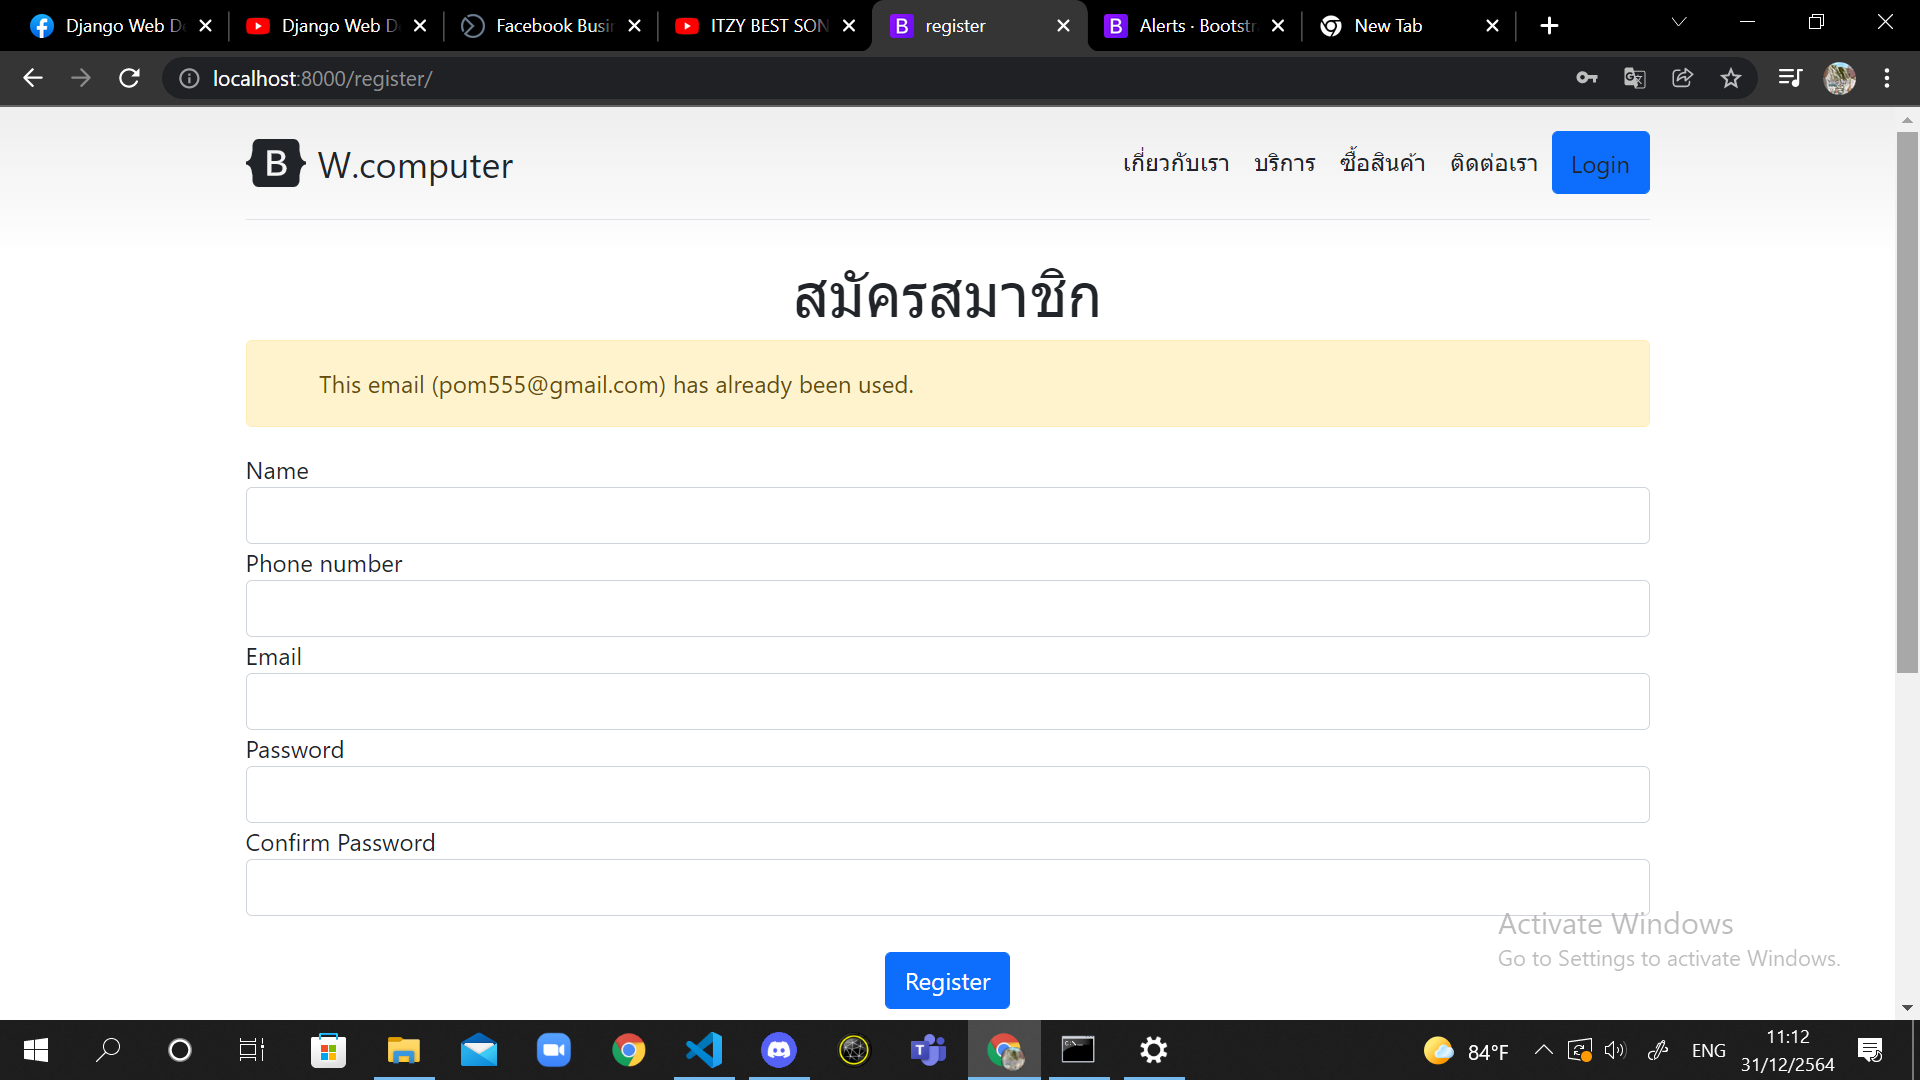 Django Web De
Django Web D
Facebook Busi
ITZY BEST SON
register
Alerts · Bootstr
New Tab
localhost:8000/register/
B W.computer
เกี่ยวกับเรา บริการ ซื้อสินค้า ติดต่อเรา Login
สมัครสมาชิก
This email (pom555@gmail.com) has already been used.
Name
Phone number
Email
Password
Confirm Password
Register
Activate Windows
Go to Settings to activate Windows.
84°F
ENG
11:12
31/12/2564